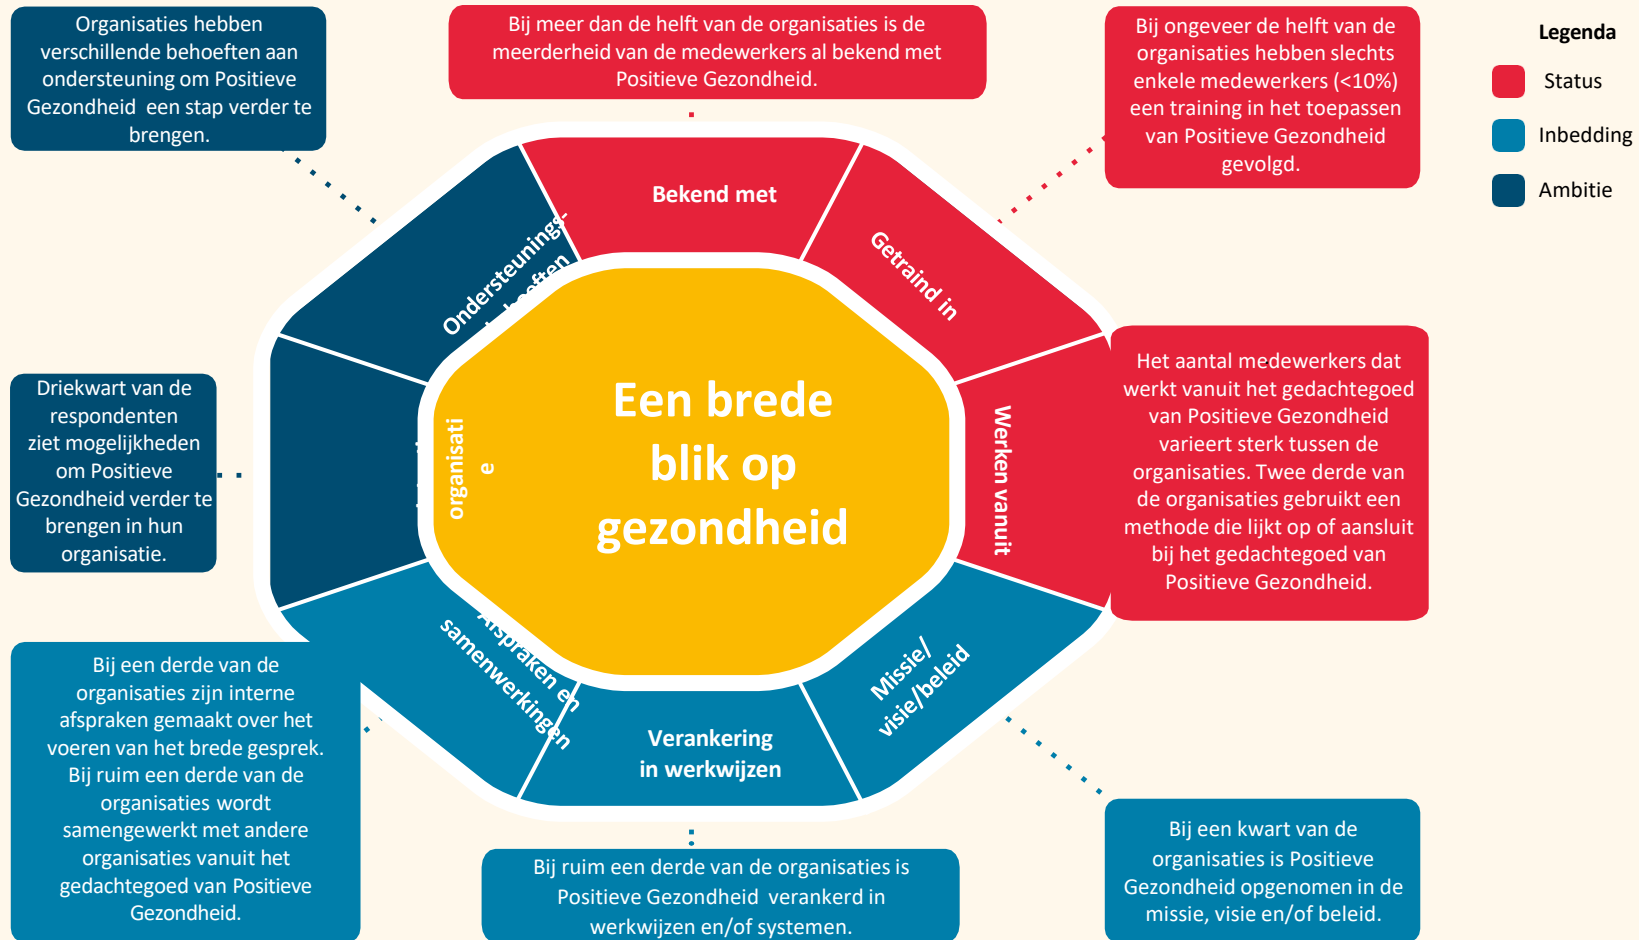 Organisaties hebben
verschillende behoeften aan
ondersteuning om Positieve
Gezondheid een stap verder te
brengen.
Bij meer dan de helft van de organisaties is de
meerderheid van de medewerkers al bekend met
Positieve Gezondheid.
Bij ongeveer de helft van de
organisaties hebben slechts
enkele medewerkers (<10%)
een training in het toepassen
van Positieve Gezondheid
gevolgd.
Legenda
Status
Inbedding
Ambitie
Bekend met
Getraind in
Ondersteunings-
Driekwart van de
respondenten
ziet mogelijkheden
om Positieve
Gezondheid verder te
brengen in hun
organisatie.
organisati
e
Een brede
blik op
gezondheid
Werken vanuit
Het aantal medewerkers dat
werkt vanuit het gedachtegoed
van Positieve Gezondheid
varieert sterk tussen de
organisaties. Twee derde van
de organisaties gebruikt een
methode die lijkt op of aansluit
bij het gedachtegoed van
Positieve Gezondheid.
Afspraken en
samenwerkingen
Verankering
in werkwijzen
Missie/
visie/beleid
Bij een derde van de
organisaties zijn interne
afspraken gemaakt over het
voeren van het brede gesprek.
Bij ruim een derde van de
organisaties wordt
samengewerkt met andere
organisaties vanuit het
gedachtegoed van Positieve
Gezondheid.
Bij ruim een derde van de organisaties is
Positieve Gezondheid verankerd in
werkwijzen en/of systemen.
Bij een kwart van de
organisaties is Positieve
Gezondheid opgenomen in de
missie, visie en/of beleid.